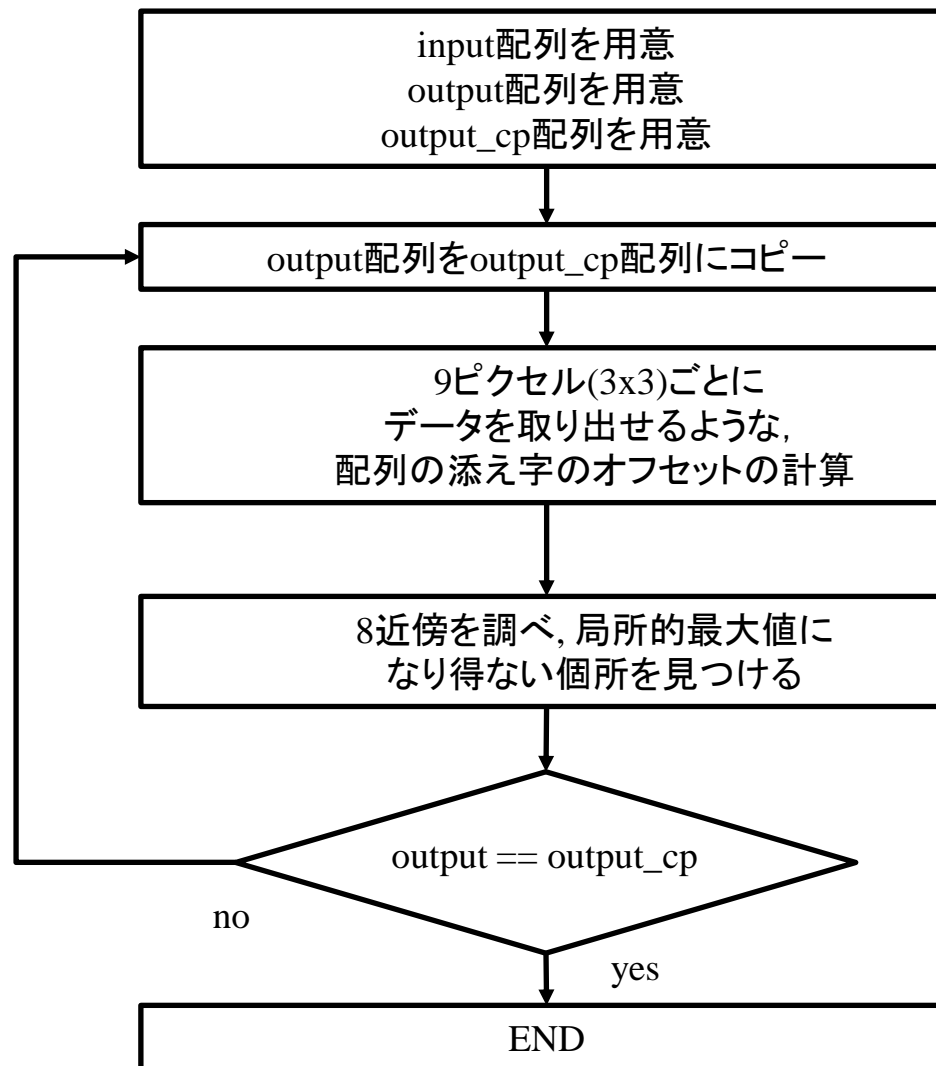 input配列を用意
output配列を用意
output_cp配列を用意
output配列をoutput_cp配列にコピー
9ピクセル(3x3)ごとに
データを取り出せるような,
配列の添え字のオフセットの計算
8近傍を調べ, 局所的最大値に
なり得ない個所を見つける
output == output_cp
no
yes
END